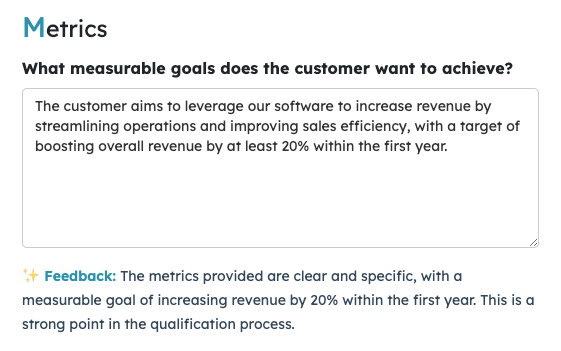 Metrics
What measurable goals does the customer want to achieve?
The customer aims to leverage our software to increase revenue by
streamlining operations and improving sales efficiency, with a target of
boosting overall revenue by at least 20% within the first year.
✨ Feedback: The metrics provided are clear and specific, with a
measurable goal of increasing revenue by 20% within the first year. This is a
strong point in the qualification process.